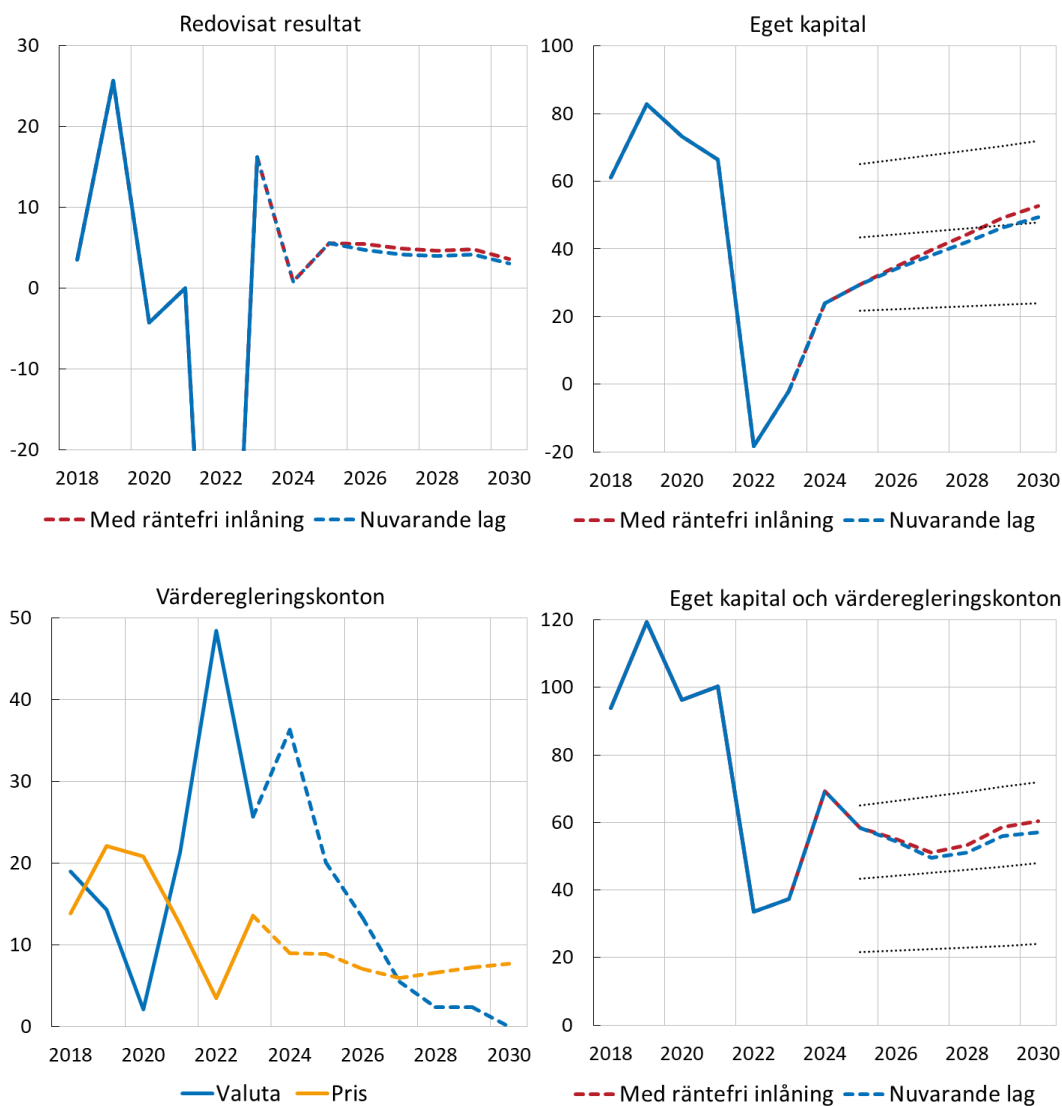 Redovisat resultat
30
20
10
0
-10
-20
2018 2020 2022 2024 2026 2028 2030
Med räntefri inlåning Nuvarande lag
Eget kapital
100
80
60
40
20
0
-20
2018 2020 2022 2024 2026 2028 2030
Med räntefri inlåning Nuvarande lag
Värderegleringskonton
50
40
30
20
10
0
2018 2020 2022 2024 2026 2028 2030
Valuta Pris
Eget kapital och värderegleringskonton
120
100
80
60
40
20
0
2018 2020 2022 2024 2026 2028 2030
Med räntefri inlåning Nuvarande lag